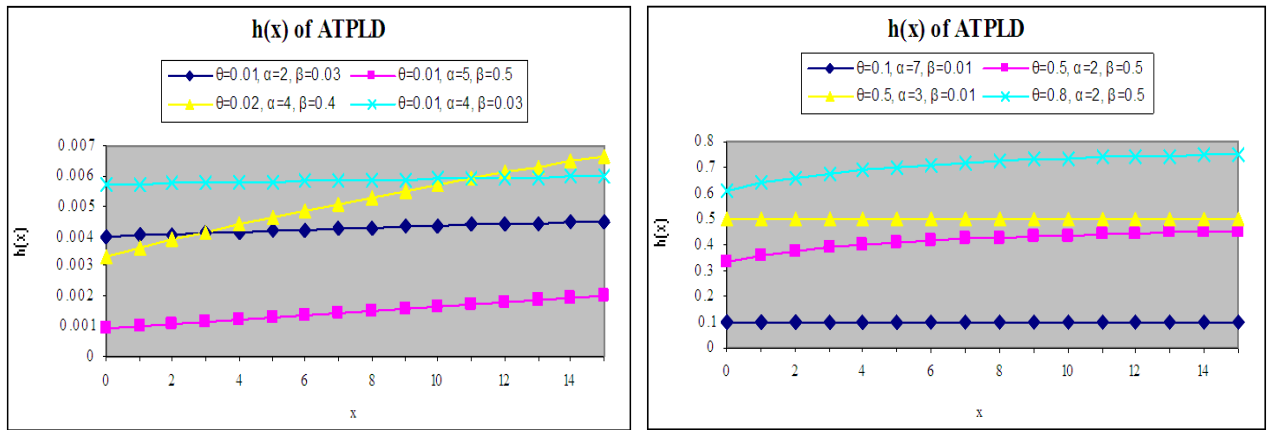 h(x) of ATPLD
θ=0.01, α=2, β=0.03 θ=0.01, α=5, β=0.5
θ=0.02, α=4, β=0.4 θ=0.01, α=4, β=0.03
0.007
0.006
0.005
0.004
0.003
0.002
0.001
0
h(x)
0 2 4 6 8 10 12 14
x
h(x) of ATPLD
θ=0.1, α=7, β=0.01 θ=0.5, α=2, β=0.5
θ=0.5, α=3, β=0.01 θ=0.8, α=2, β=0.5
0.8
0.7
0.6
0.5
0.4
0.3
0.2
0.1
0
h(x)
0 2 4 6 8 10 12 14
x